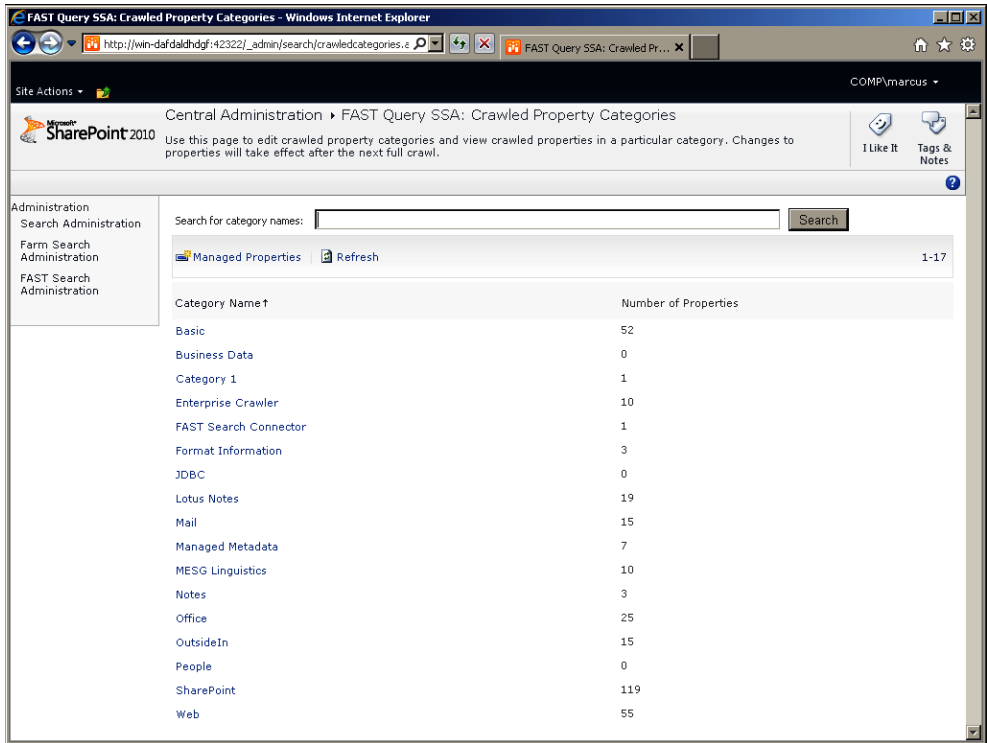 FAST Query SSA: Crawled Property Categories - Windows Internet Explorer
http://win-dafdaldhdgf:42322/_admin/search/crawledcategories.a
FAST Query SSA: Crawled Pr...
Site Actions
COMP\marcus
Microsoft
SharePoint 2010
Central Administration ▸ FAST Query SSA: Crawled Property Categories
Use this page to edit crawled property categories and view crawled properties in a particular category. Changes to
properties will take effect after the next full crawl.
I Like It
Tags &
Notes
Administration
Search Administration
Farm Search
Administration
FAST Search
Administration
Search for category names:
Search
Managed Properties
Refresh
1-17
Category Name↑ Number of Properties
Basic 52
Business Data 0
Category 1 1
Enterprise Crawler 10
FAST Search Connector 1
Format Information 3
JDBC 0
Lotus Notes 19
Mail 15
Managed Metadata 7
MESG Linguistics 10
Notes 3
Office 25
OutsideIn 15
People 0
SharePoint 119
Web 55